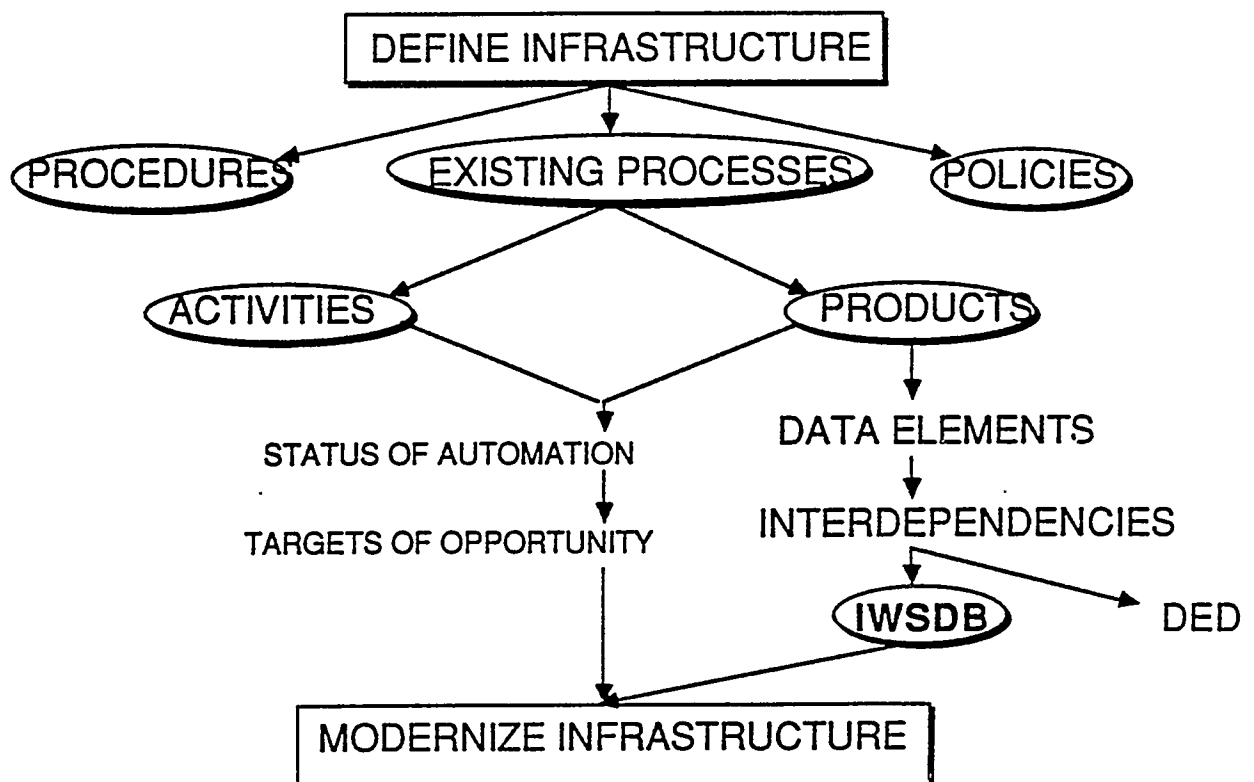 DEFINE INFRASTRUCTURE
PROCEDURES
EXISTING PROCESSES
POLICIES
ACTIVITIES
PRODUCTS
DATA ELEMENTS
STATUS OF AUTOMATION
INTERDEPENDENCIES
TARGETS OF OPPORTUNITY
IWSDB
DED
MODERNIZE INFRASTRUCTURE